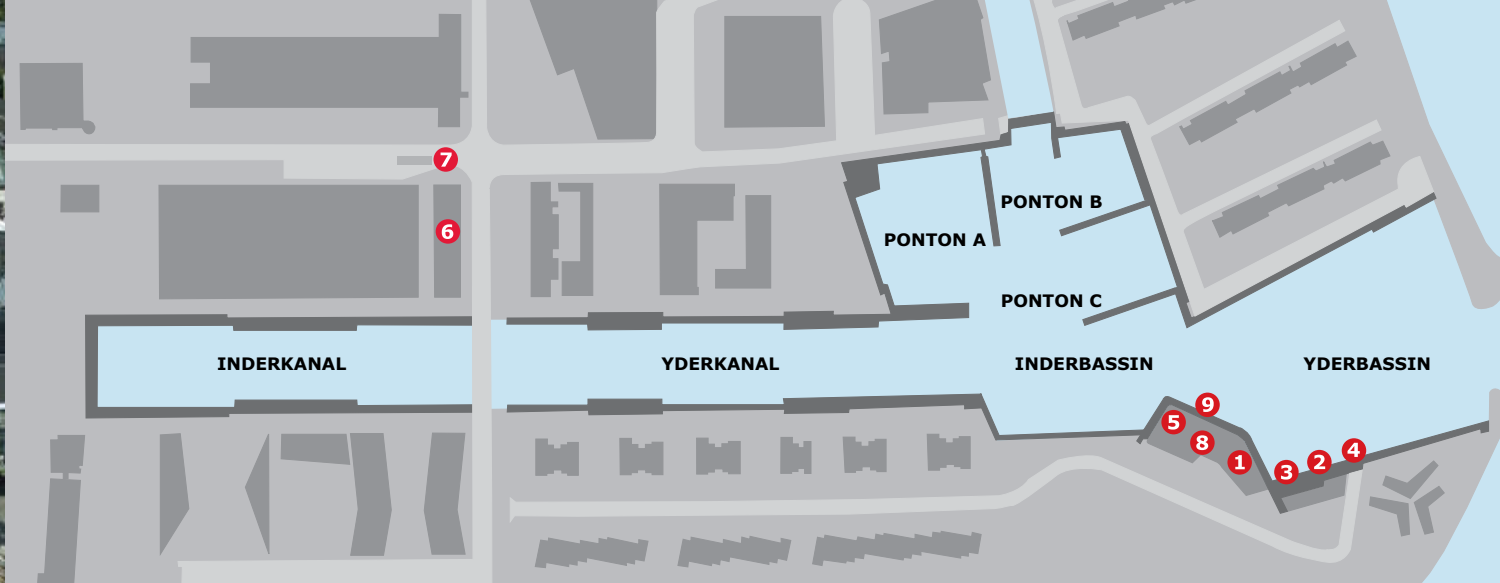 7
6
PONTON B
PONTON A
PONTON C
INDERKANAL
YDERKANAL
INDERBASSIN
YDERBASSIN
9
5
8
1
3
2
4